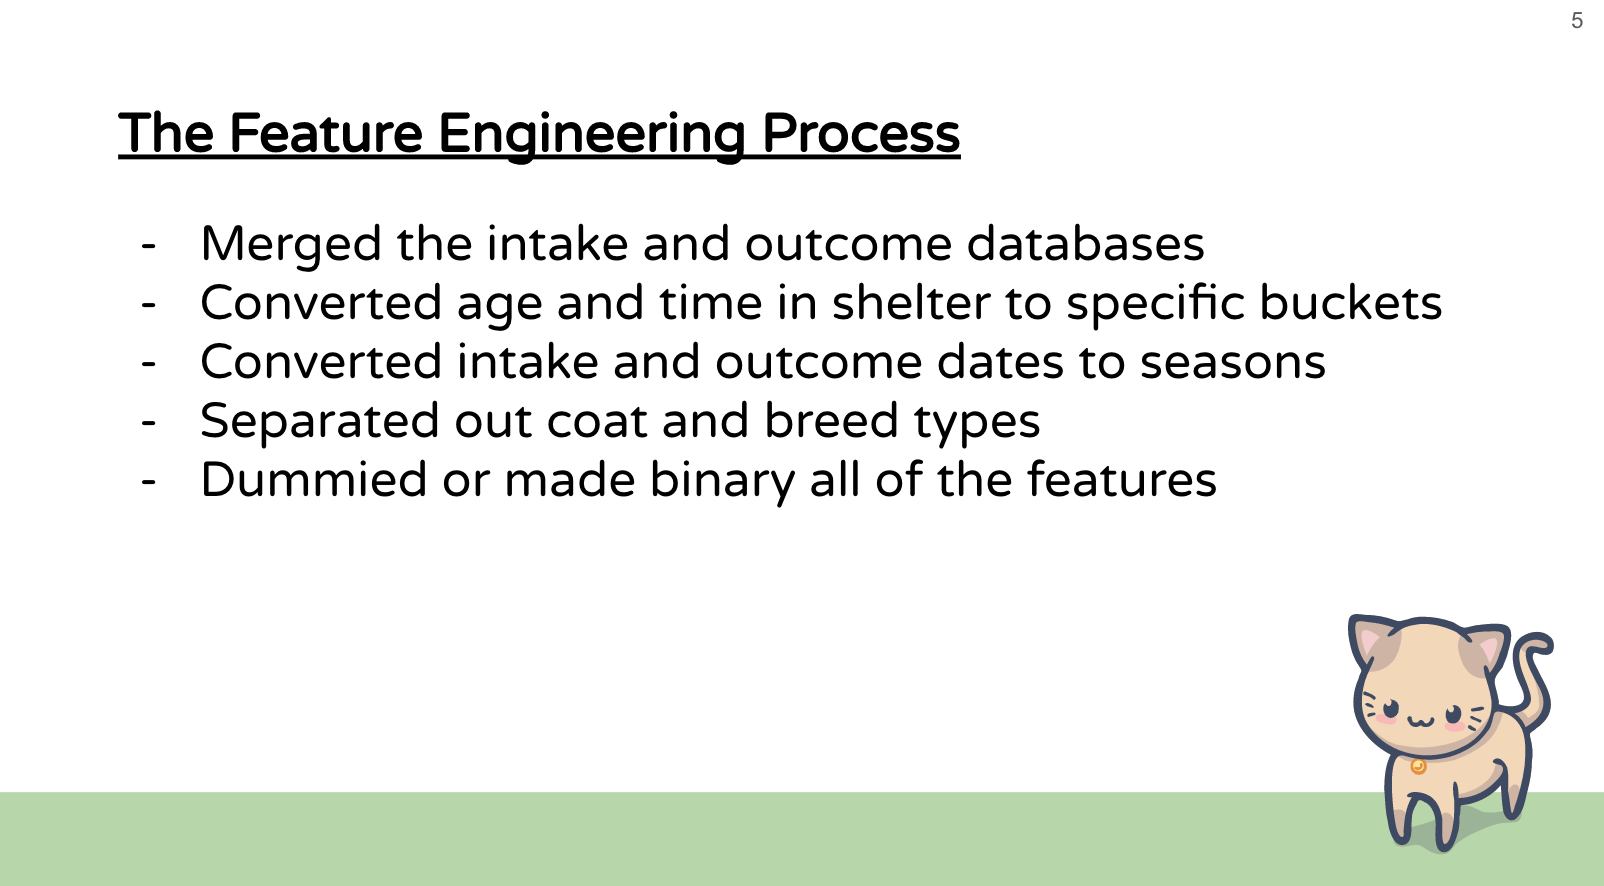 5
The Feature Engineering Process
- Merged the intake and outcome databases
- Converted age and time in shelter to specific buckets
- Converted intake and outcome dates to seasons
- Separated out coat and breed types
- Dummied or made binary all of the features